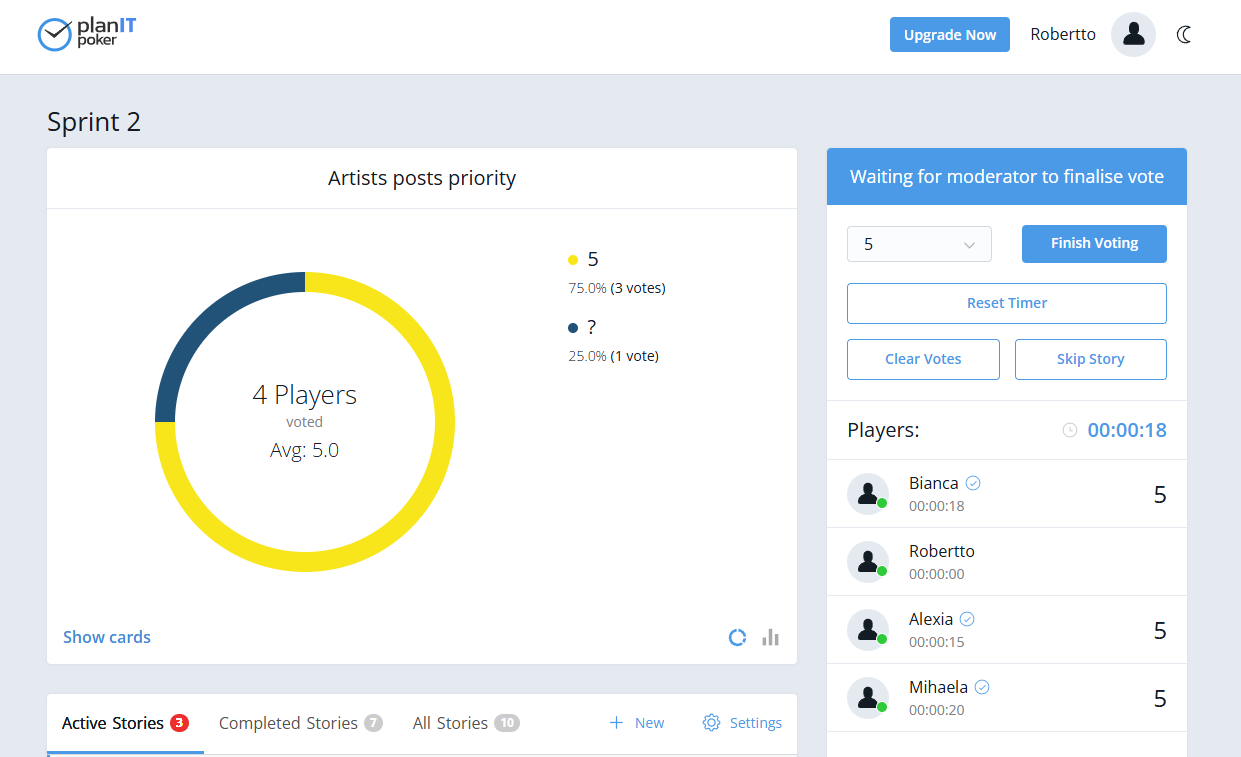 planIT
poker
Upgrade Now
Robertto
Sprint 2
Artists posts priority
5
75.0% (3 votes)
?
25.0% (1 vote)
4 Players
voted
Avg: 5.0
Show cards
Active Stories 3
Completed Stories 7
All Stories 10
New
Settings
Waiting for moderator to finalise vote
5
Finish Voting
Reset Timer
Clear Votes
Skip Story
Players:
00:00:18
Bianca
00:00:18
5
Robertto
00:00:00
Alexia
00:00:15
5
Mihaela
00:00:20
5